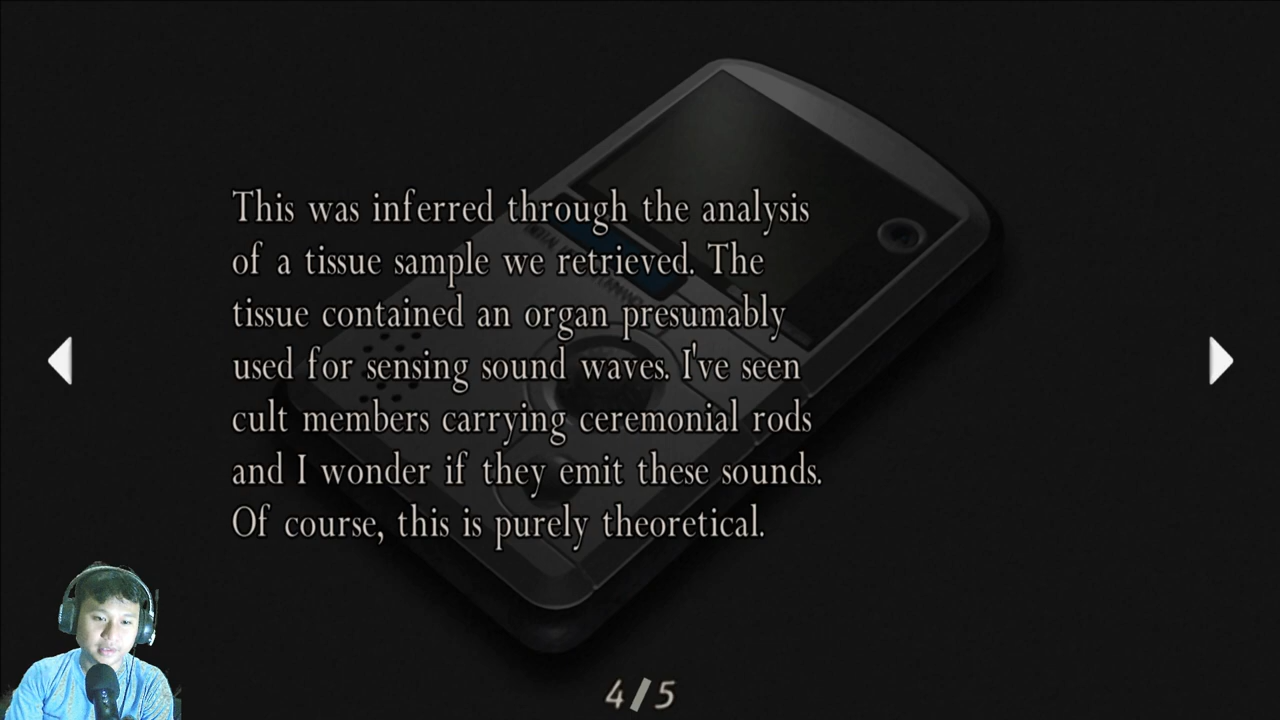 This was inferred through the analysis
of a tissue sample we retrieved. The
tissue contained an organ presumably
used for sensing sound waves. I've seen
cult members carrying ceremonial rods
and I wonder if they emit these sounds.
Of course, this is purely theoretical.
4/5